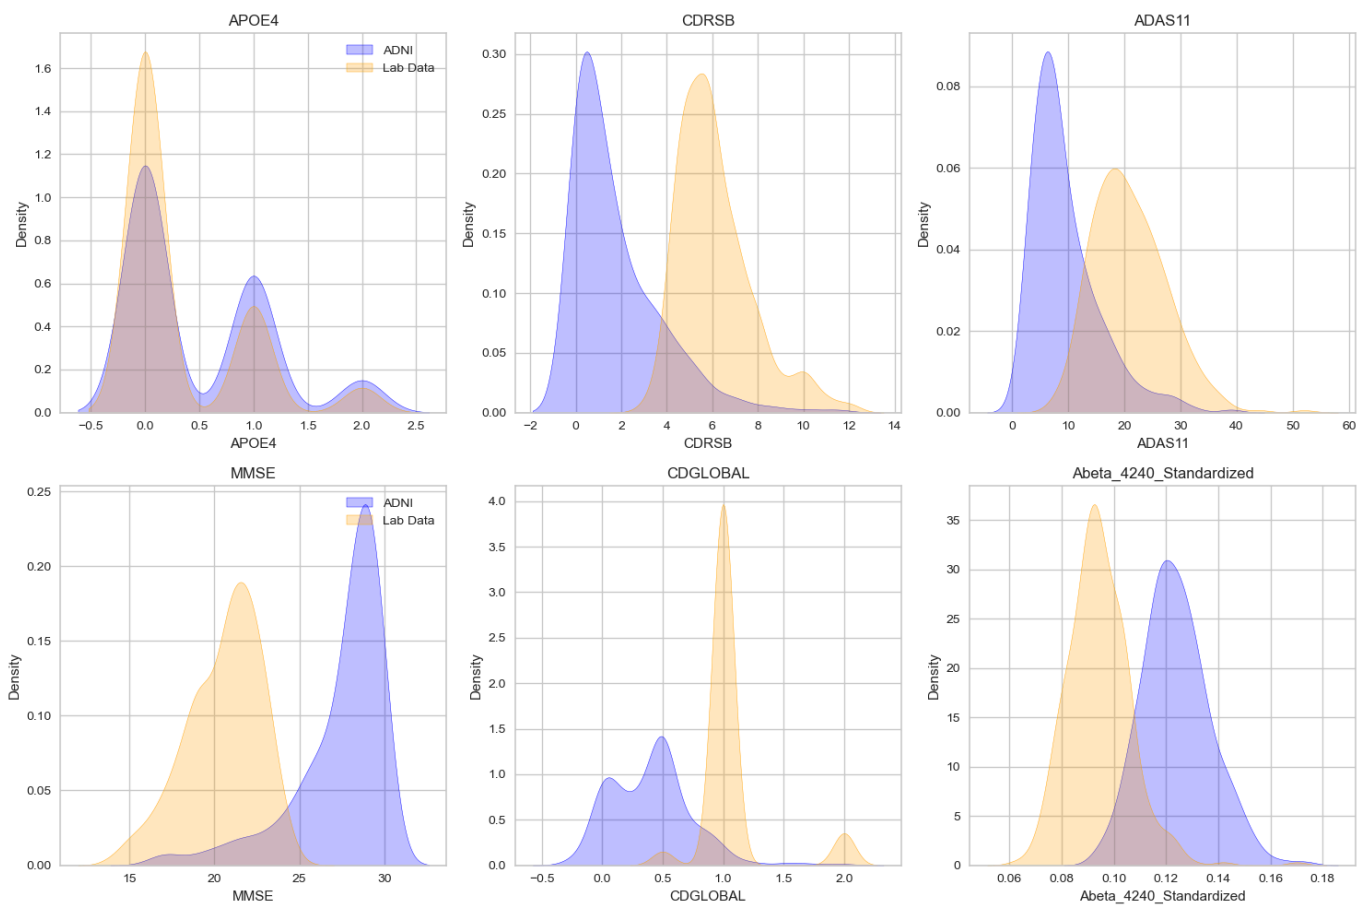 APOE4
ADNI
Lab Data
Density
1.6
1.4
1.2
1.0
0.8
0.6
0.4
0.2
0.0
−0.5 0.0 0.5 1.0 1.5 2.0 2.5
APOE4
CDRSB
Density
0.30
0.25
0.20
0.15
0.10
0.05
0.00
−2 0 2 4 6 8 10 12 14
CDRSB
ADAS11
Density
0.08
0.06
0.04
0.02
0.00
0 10 20 30 40 50 60
ADAS11
MMSE
ADNI
Lab Data
Density
0.25
0.20
0.15
0.10
0.05
0.00
15 20 25 30
MMSE
CDGLOBAL
Density
4.0
3.5
3.0
2.5
2.0
1.5
1.0
0.5
0.0
−0.5 0.0 0.5 1.0 1.5 2.0
CDGLOBAL
Abeta_4240_Standardized
Density
35
30
25
20
15
10
5
0
0.06 0.08 0.10 0.12 0.14 0.16 0.18
Abeta_4240_Standardized